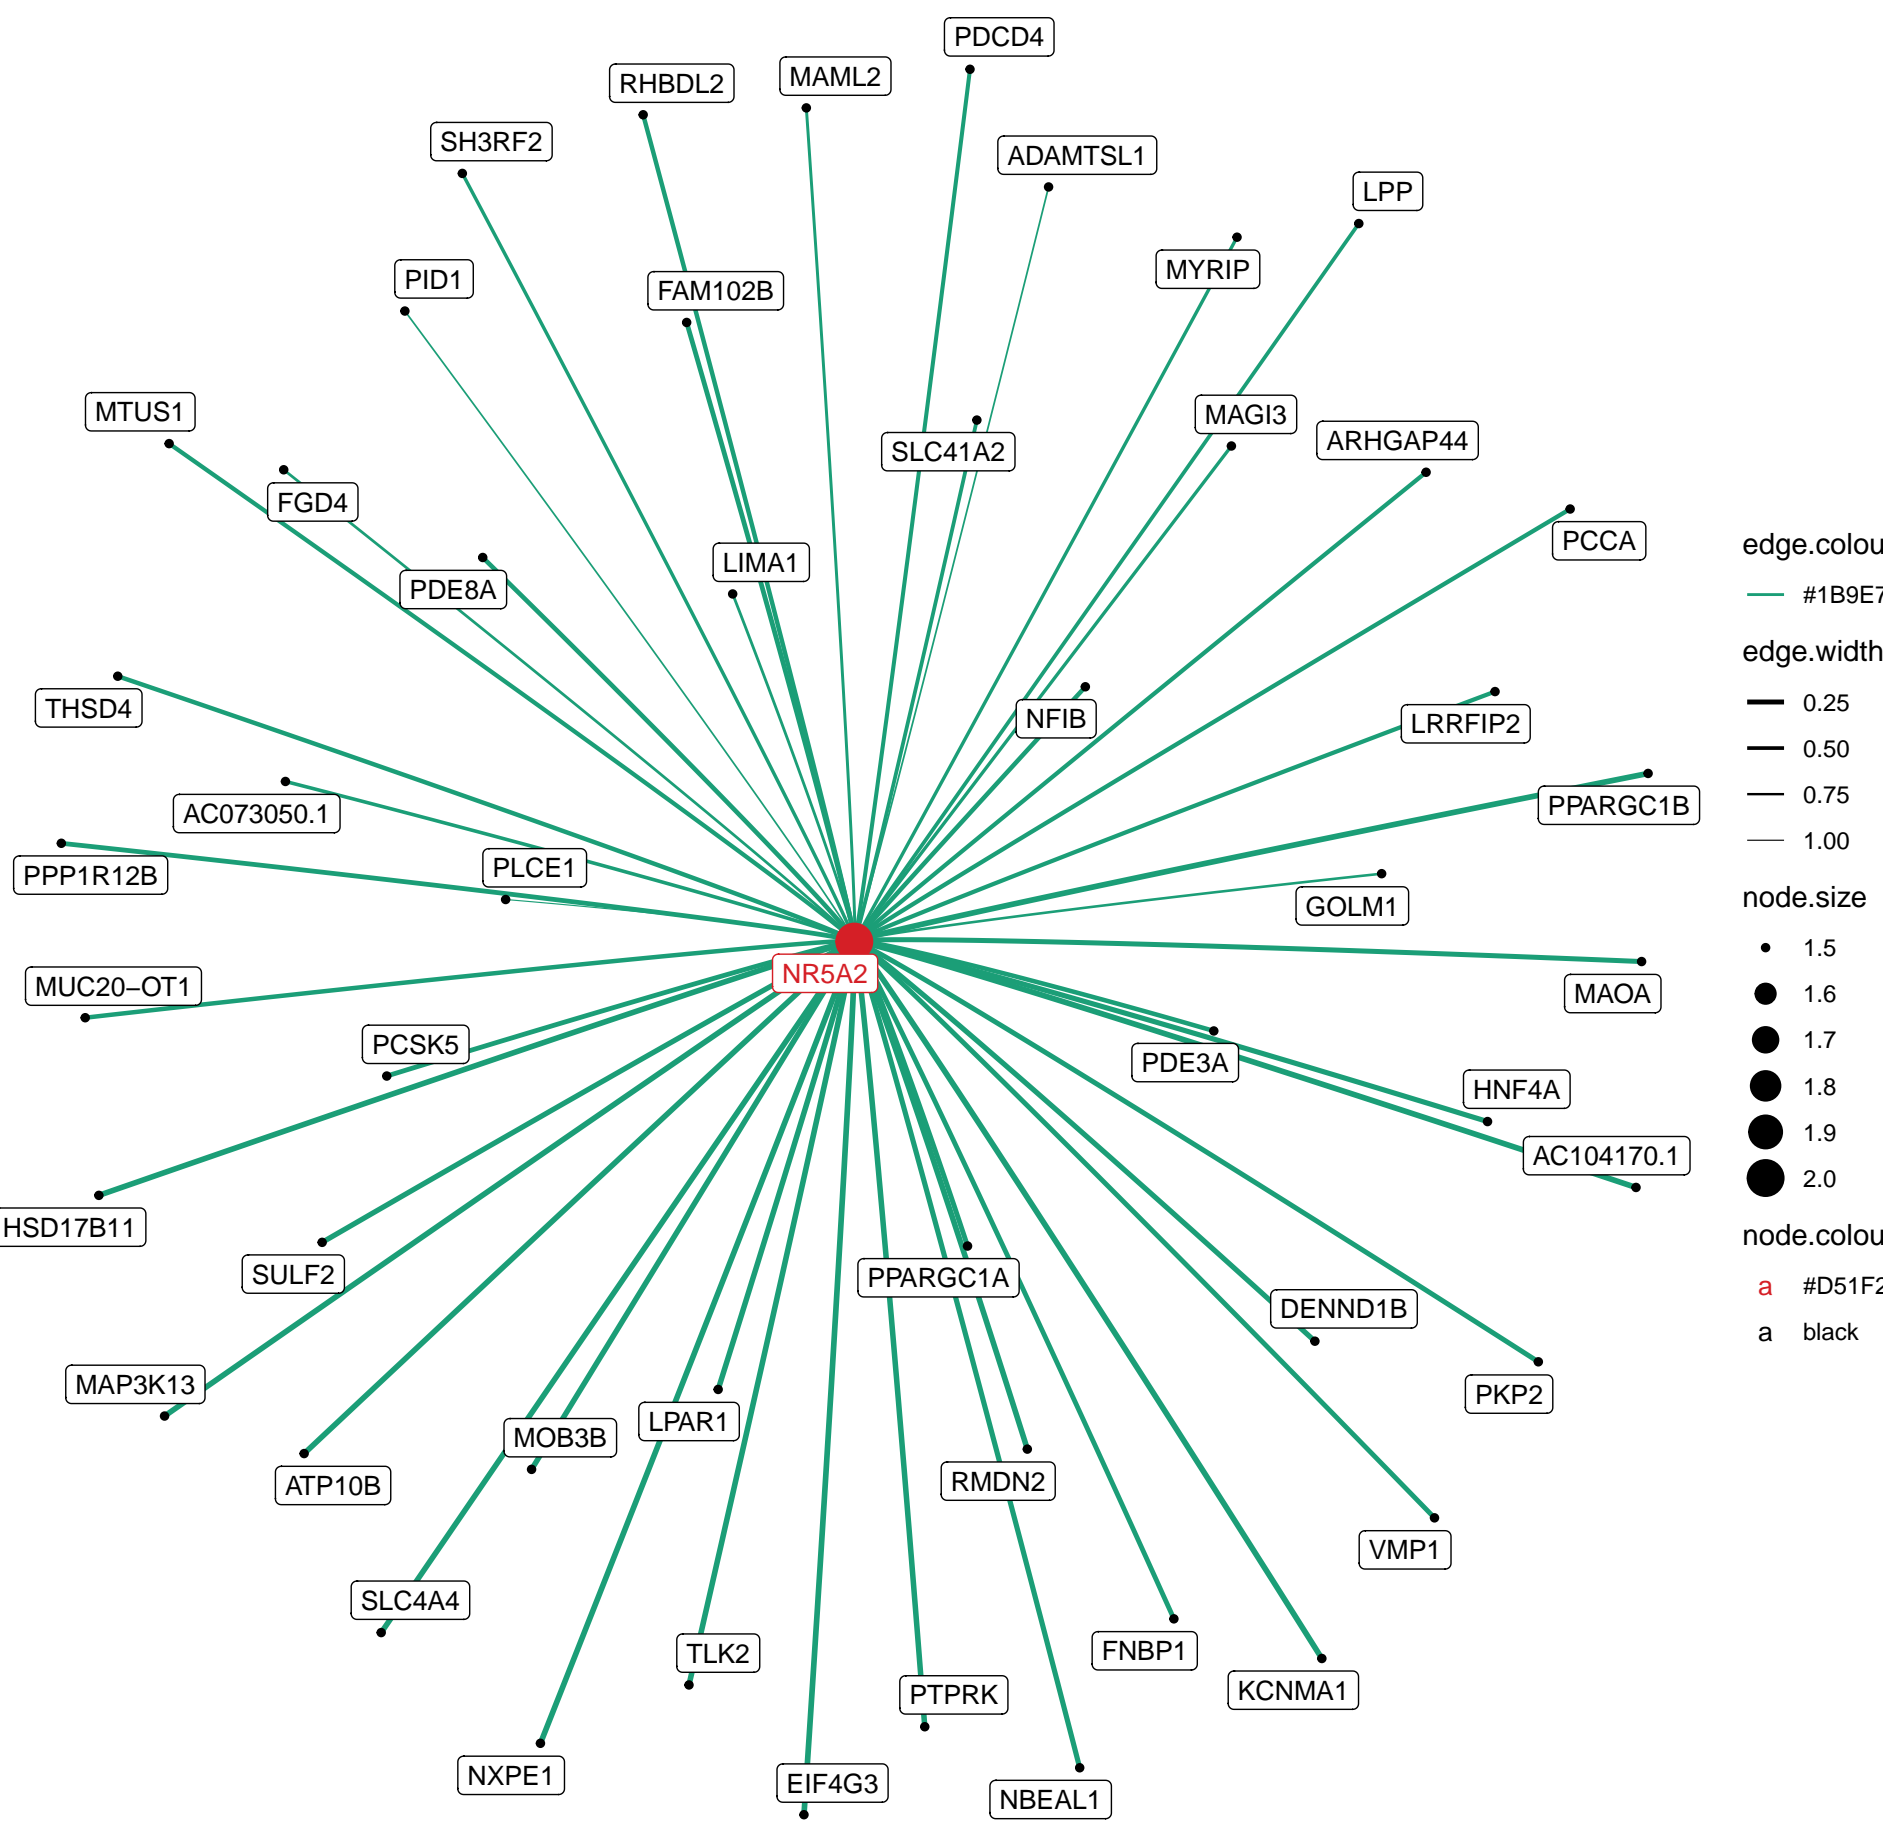 PDCD4
MAML2
RHBDL2
SH3RF2
ADAMTSL1
LPP
MYRIP
PID1
FAM102B
MTUS1
MAGI3
ARHGAP44
SLC41A2
FGD4
PCCA
LIMA1
PDE8A
THSD4
NFIB
LRRFIP2
PPARGC1B
AC073050.1
PLCE1
PPP1R12B
GOLM1
NR5A2
MUC20−OT1
MAOA
PCSK5
PDE3A
HNF4A
AC104170.1
HSD17B11
SULF2
PPARGC1A
DENND1B
MAP3K13
PKP2
LPAR1
MOB3B
ATP10B
RMDN2
VMP1
SLC4A4
TLK2
FNBP1
KCNMA1
PTPRK
NXPE1
EIF4G3
NBEAL1
edge.colou
#1B9E7
edge.width
0.25
0.50
0.75
1.00
node.size
1.5
1.6
1.7
1.8
1.9
2.0
node.colou
a #D51F2
a black